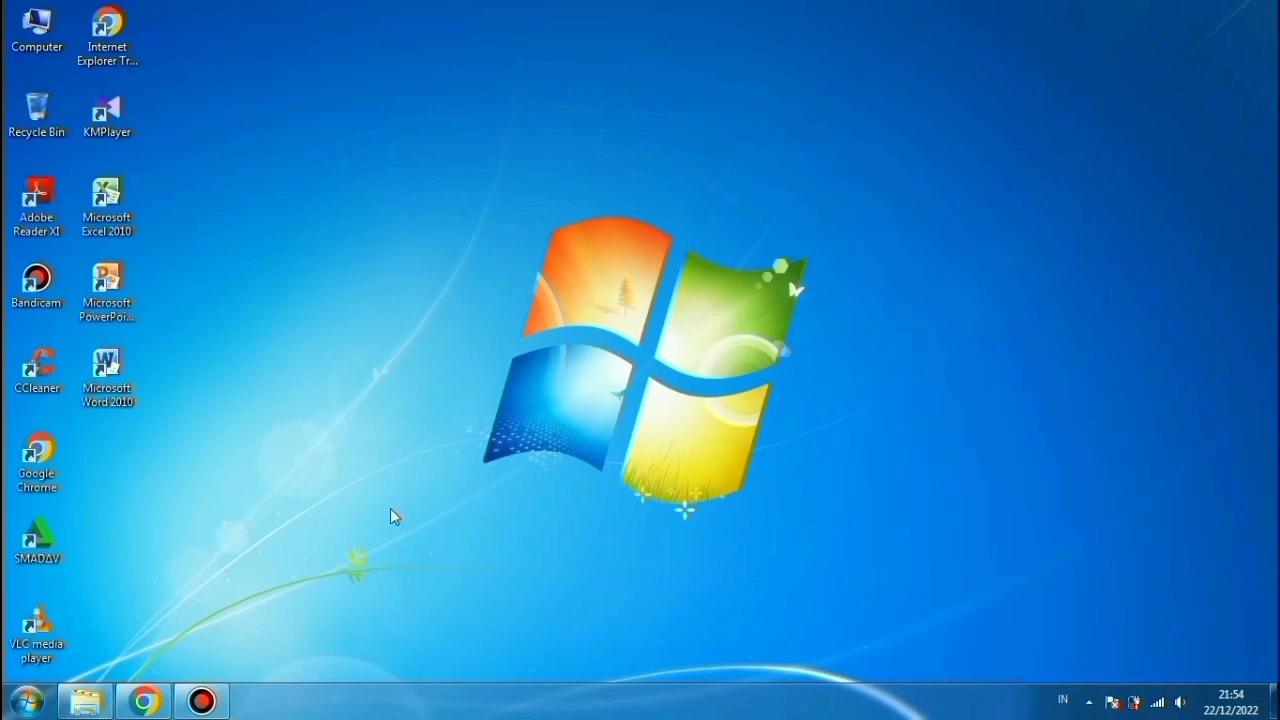 Computer
Internet
Explorer Tr...
Recycle Bin
KMPlayer
Adobe
Reader XI
Microsoft
Excel 2010
Bandicam
Microsoft
PowerPoi...
CCleaner
Microsoft
Word 2010
Google
Chrome
SMADΔV
VLC media
player
IN
21:54
22/12/2022